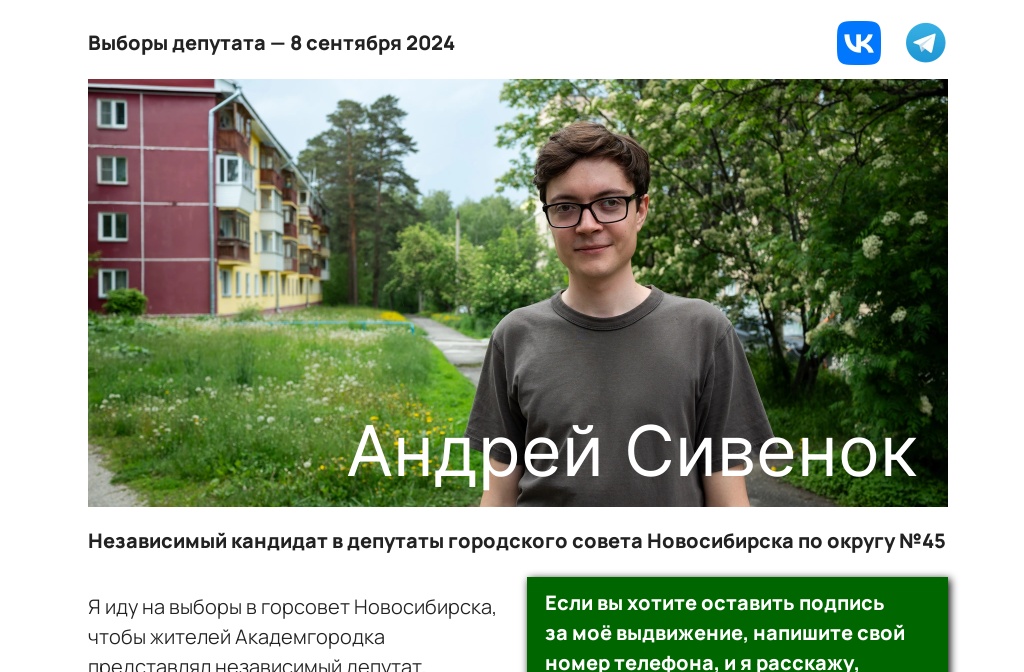 Выборы депутата — 8 сентября 2024
Андрей Сивенок
Независимый кандидат в депутаты городского совета Новосибирска по округу №45
Я иду на выборы в горсовет Новосибирска,
чтобы жителей Академгородка
представлял независимый депутат
Если вы хотите оставить подпись
за моё выдвижение, напишите свой
номер телефона, и я расскажу,